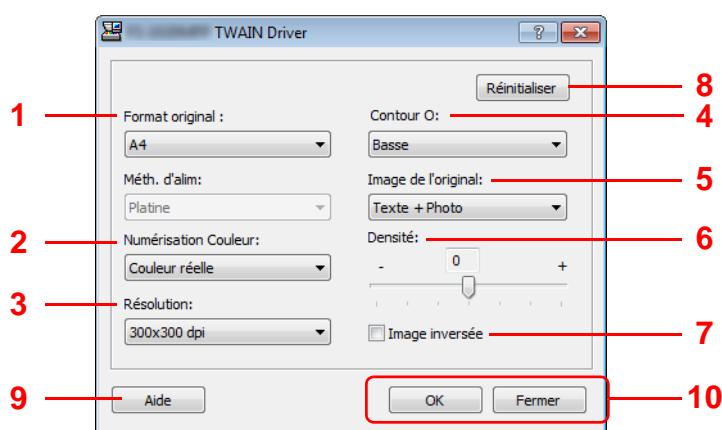 TWAIN Driver
Réinitialiser 8
1 Format original : Contour O: 4
A4 Basse
Méth. d'alim: Image de l'original: 5
Platine Texte + Photo
2 Numérisation Couleur: Densité: 6
Couleur réelle - 0 +
3 Résolution:
300x300 dpi Image inversée 7
9 Aide OK Fermer 10